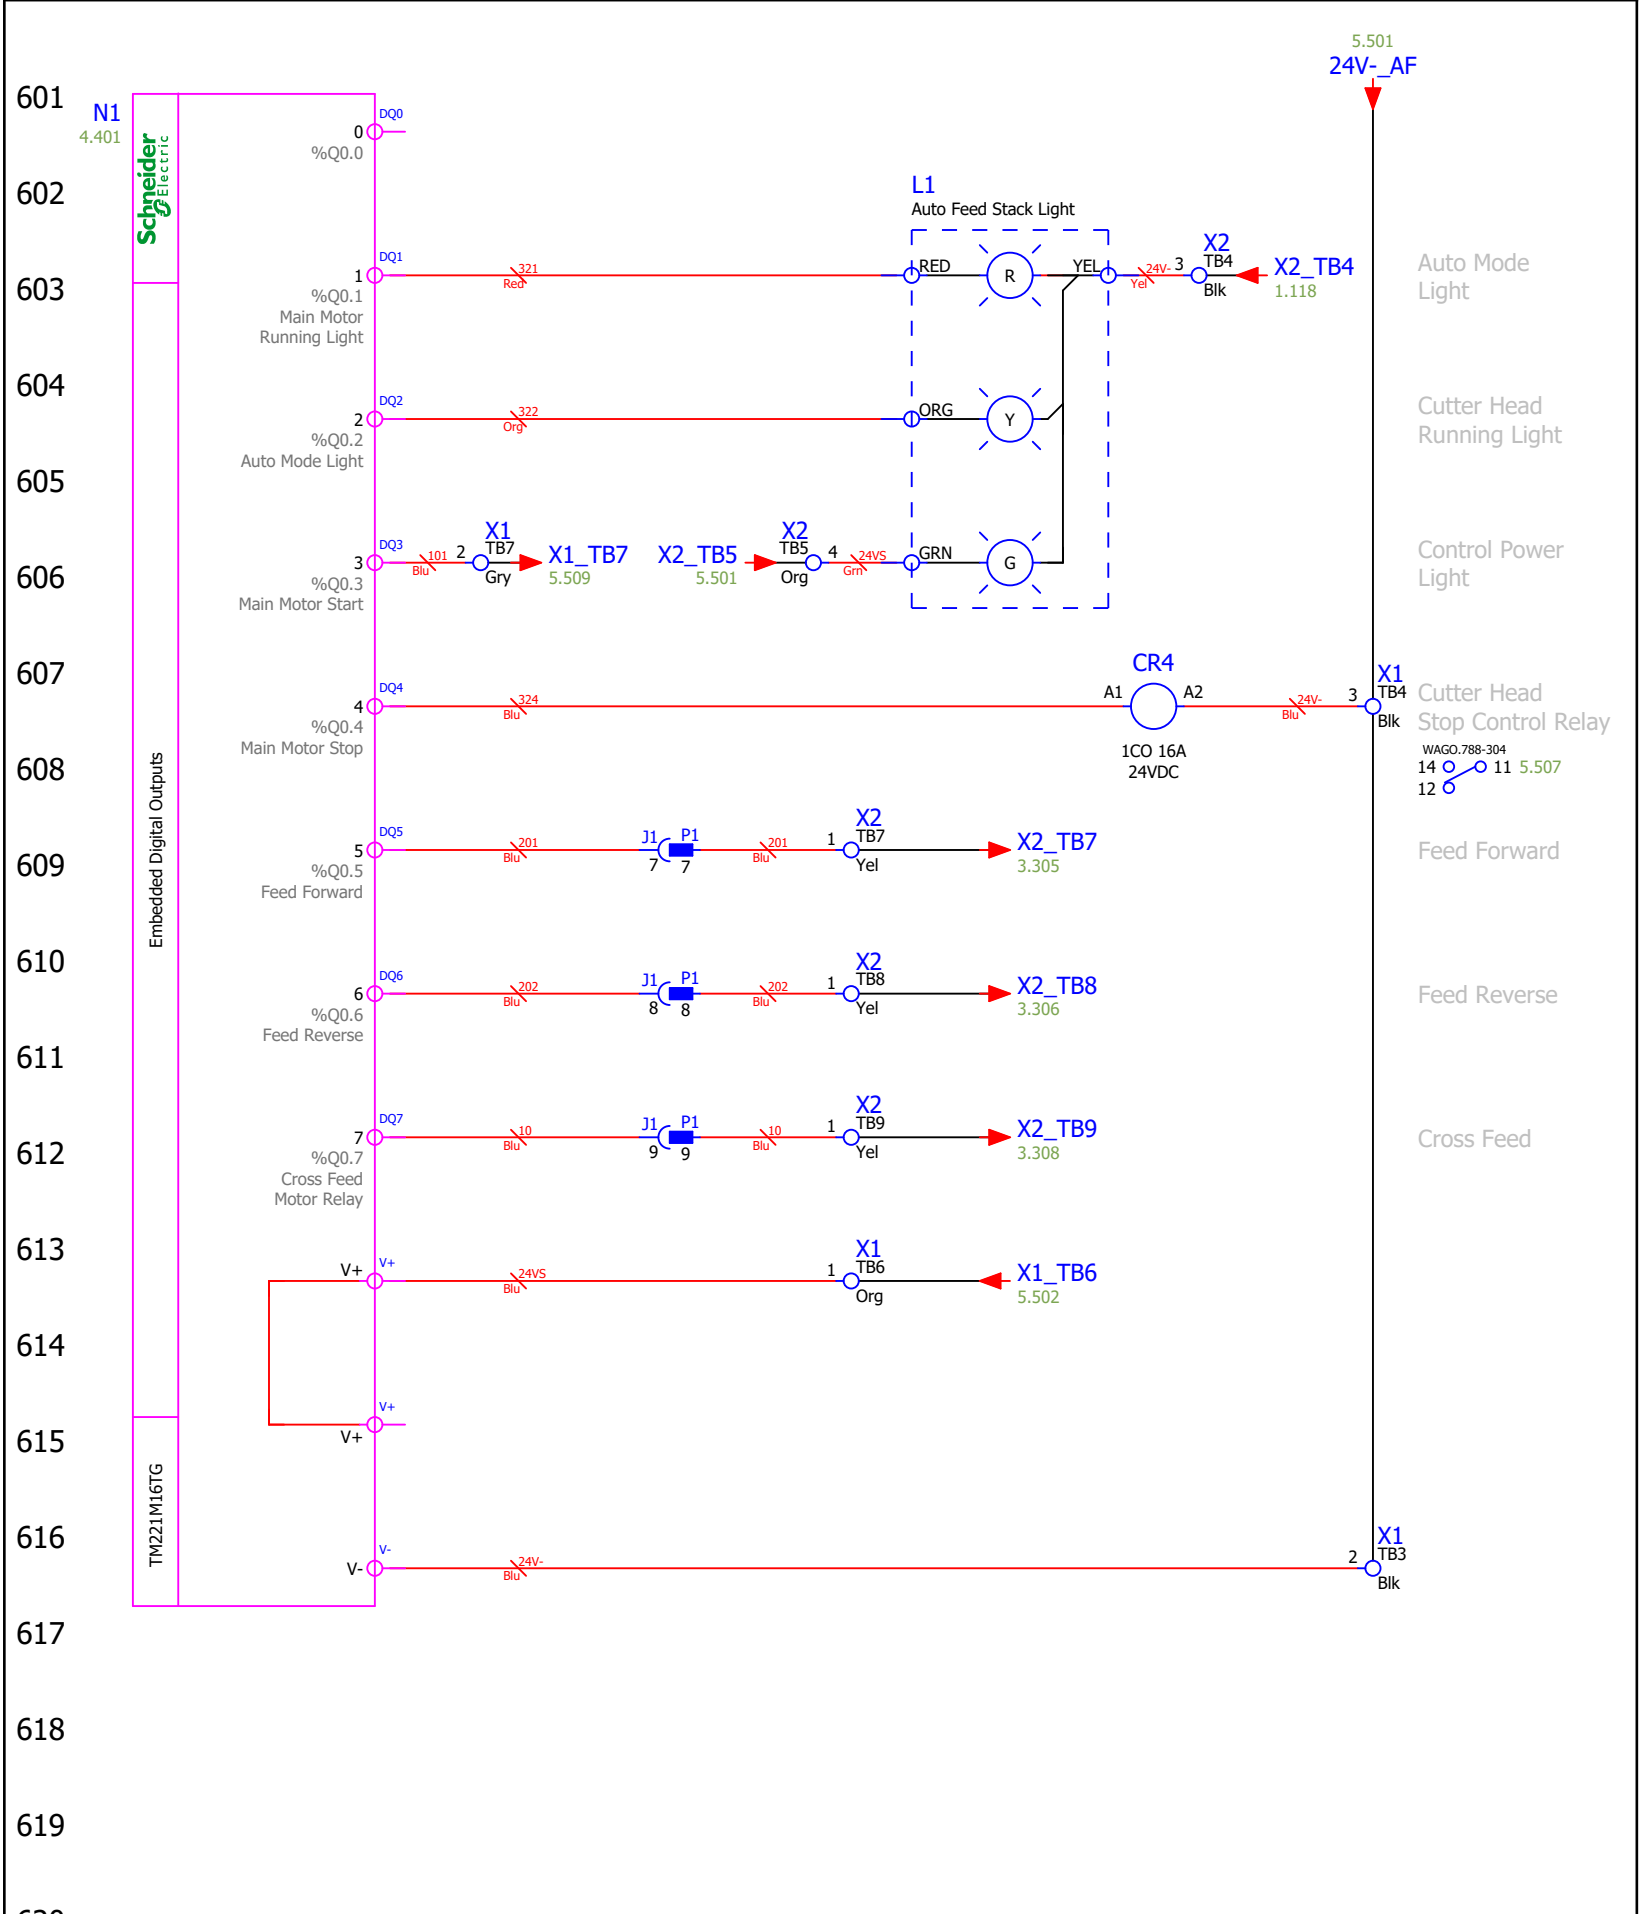 5.501
24V-_AF
601
N1
4.401
Schneider
Electric
DQ0
0
%Q0.0
602
L1
Auto Feed Stack Light
603
DQ1
1
%Q0.1
Main Motor
Running Light
321
Red
RED
R
YEL
24V-
Yel
3
X2
TB4
Blk
X2_TB4
1.118
Auto Mode
Light
604
DQ2
2
%Q0.2
Auto Mode Light
322
Org
ORG
Y
Cutter Head
Running Light
605
606
DQ3
3
%Q0.3
Main Motor Start
101
Blu
2
X1
TB7
Gry
X1_TB7
5.509
X2_TB5
5.501
X2
TB5
Org
4
24VS
Grn
GRN
G
Control Power
Light
607
DQ4
4
%Q0.4
Main Motor Stop
324
Blu
CR4
A1
A2
1CO 16A
24VDC
24V-
Blu
3
X1
TB4
Blk
Cutter Head
Stop Control Relay
WAGO.788-304
14
11
5.507
12
608
Embedded Digital Outputs
609
DQ5
5
%Q0.5
Feed Forward
201
Blu
J1
P1
7
7
201
Blu
1
X2
TB7
Yel
X2_TB7
3.305
Feed Forward
610
DQ6
6
%Q0.6
Feed Reverse
202
Blu
J1
P1
8
8
202
Blu
1
X2
TB8
Yel
X2_TB8
3.306
Feed Reverse
611
612
DQ7
7
%Q0.7
Cross Feed
Motor Relay
10
Blu
J1
P1
9
9
10
Blu
1
X2
TB9
Yel
X2_TB9
3.308
Cross Feed
613
V+
V+
24VS
Blu
1
X1
TB6
Org
X1_TB6
5.502
614
615
V+
V+
616
TM221M16TG
V-
V-
24V-
Blu
2
X1
TB3
Blk
617
618
619